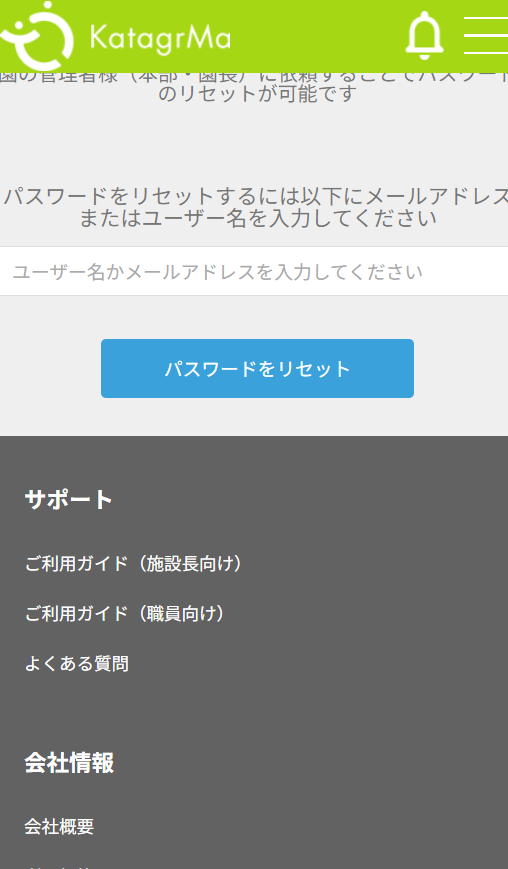 KatagrMa
園の管理者様（本部・園長）に依頼することでパスワード
のリセットが可能です
パスワードをリセットするには以下にメールアドレス
またはユーザー名を入力してください
ユーザー名かメールアドレスを入力してください
パスワードをリセット
サポート
ご利用ガイド（施設長向け）
ご利用ガイド（職員向け）
よくある質問
会社情報
会社概要